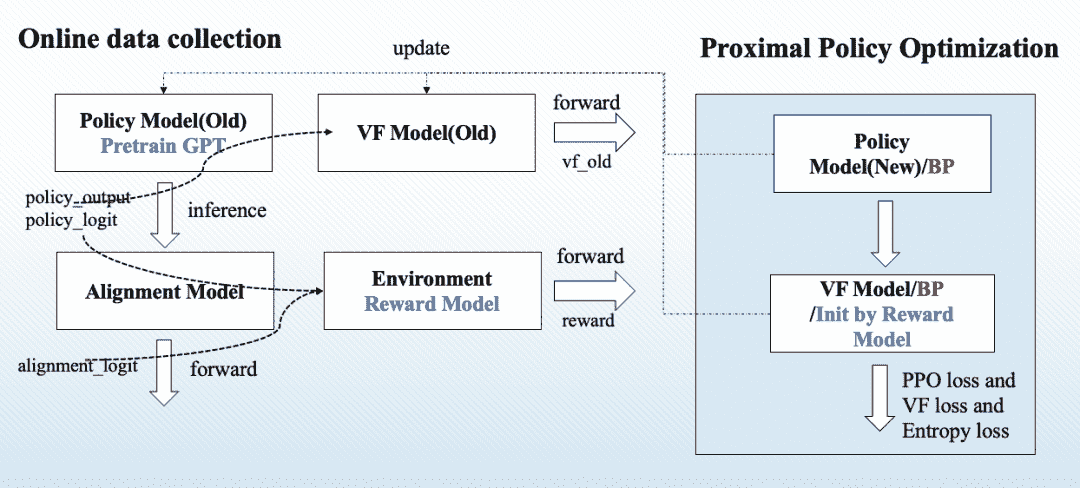 Online data collection
update
Proximal Policy Optimization
Policy Model(Old)
Pretrain GPT
VF Model(Old)
forward
vf_old
policy_output
policy_logit
inference
Alignment Model
Environment
Reward Model
forward
reward
alignment_logit
forward
Policy
Model(New)/BP
VF Model/BP
/Init by Reward
Model
PPO loss and
VF loss and
Entropy loss